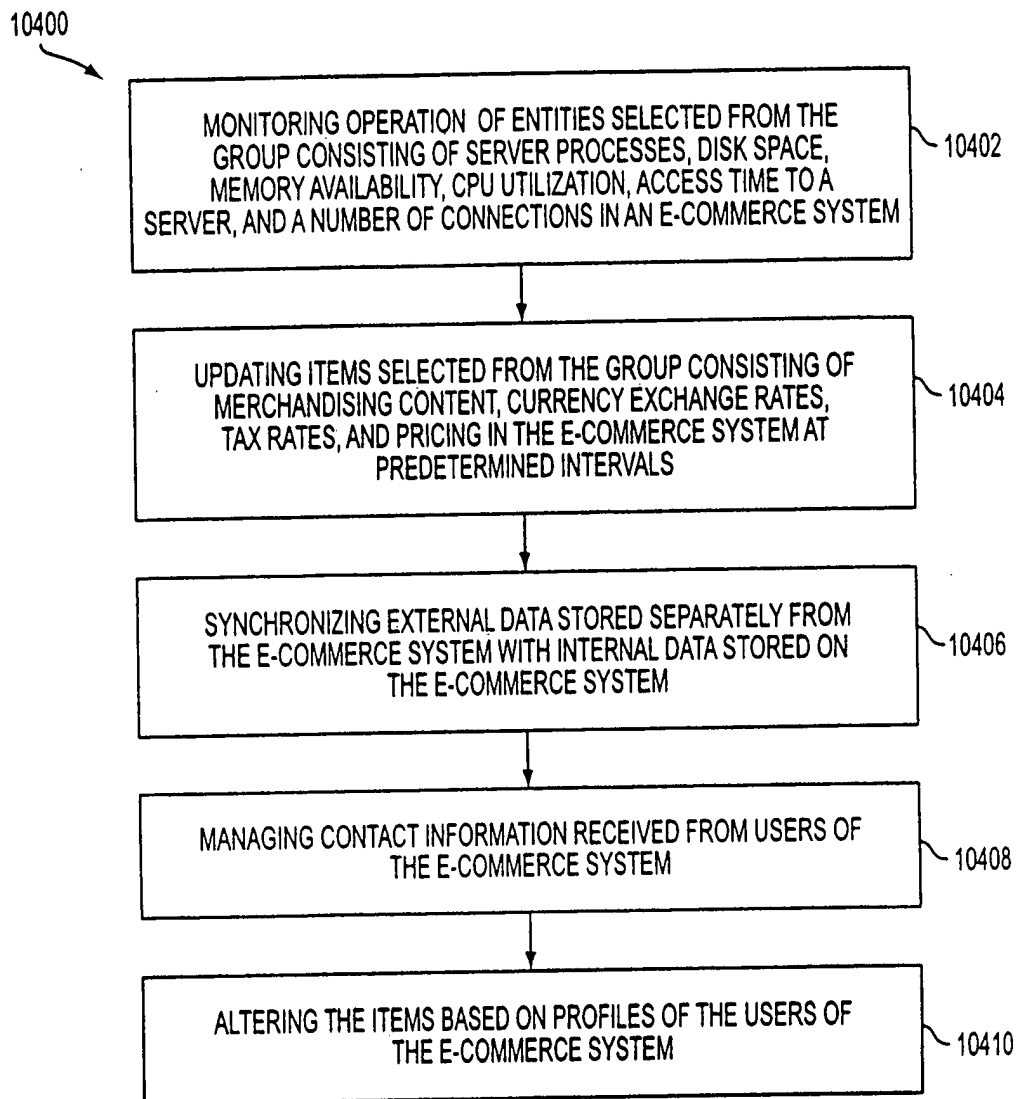 10400
MONITORING OPERATION OF ENTITIES SELECTED FROM THE
GROUP CONSISTING OF SERVER PROCESSES, DISK SPACE,
MEMORY AVAILABILITY, CPU UTILIZATION, ACCESS TIME TO A
SERVER, AND A NUMBER OF CONNECTIONS IN AN E-COMMERCE SYSTEM
10402
UPDATING ITEMS SELECTED FROM THE GROUP CONSISTING OF
MERCHANDISING CONTENT, CURRENCY EXCHANGE RATES,
TAX RATES, AND PRICING IN THE E-COMMERCE SYSTEM AT
PREDETERMINED INTERVALS
10404
SYNCHRONIZING EXTERNAL DATA STORED SEPARATELY FROM
THE E-COMMERCE SYSTEM WITH INTERNAL DATA STORED ON
THE E-COMMERCE SYSTEM
10406
MANAGING CONTACT INFORMATION RECEIVED FROM USERS OF
THE E-COMMERCE SYSTEM
10408
ALTERING THE ITEMS BASED ON PROFILES OF THE USERS OF
THE E-COMMERCE SYSTEM
10410